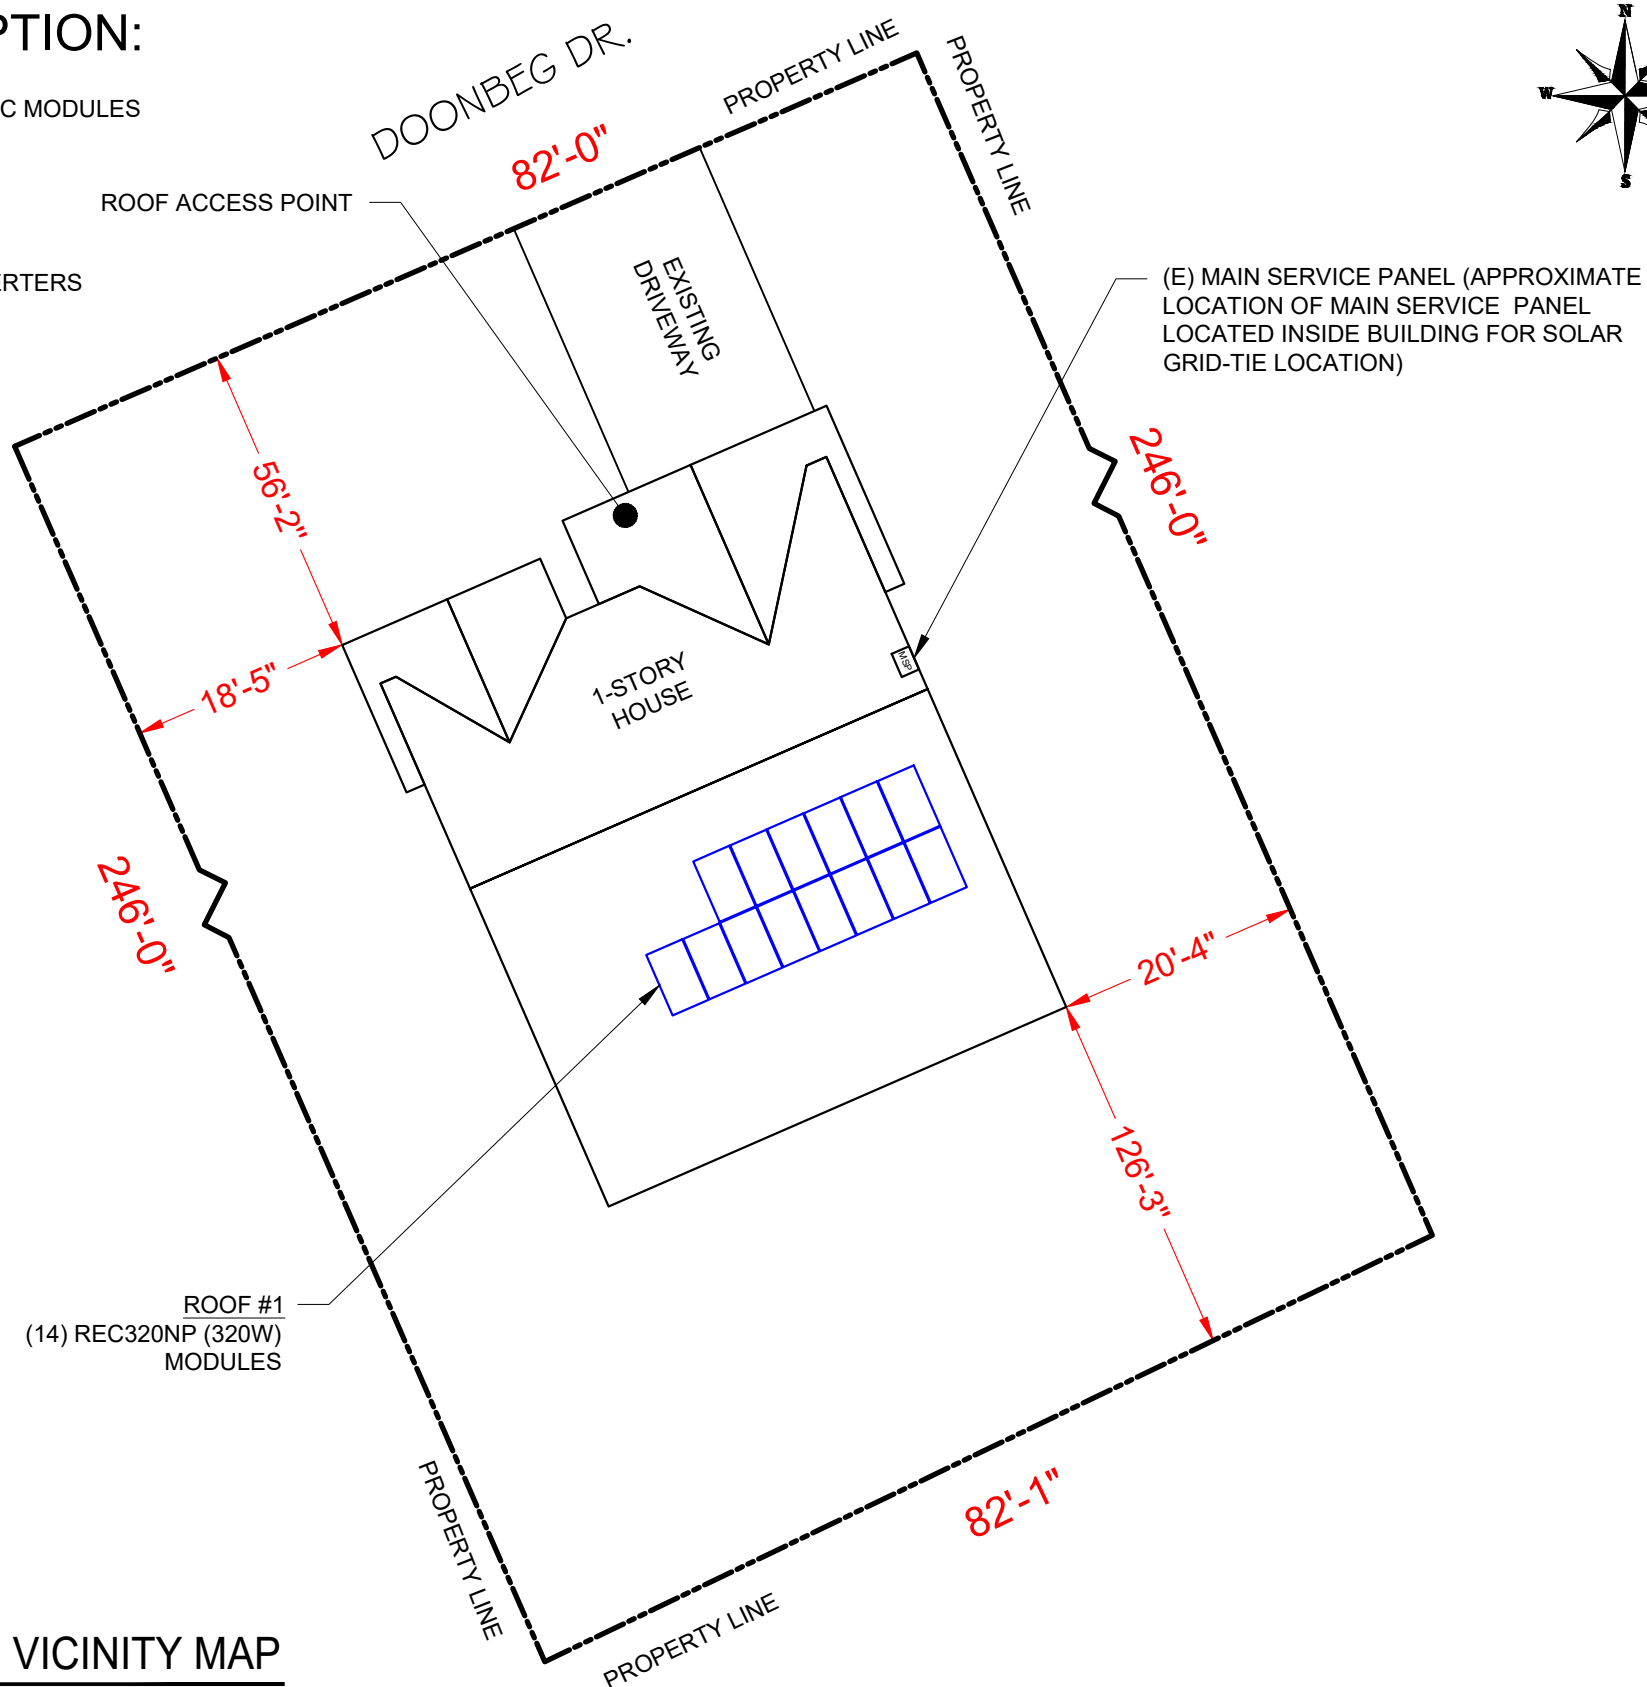 PTION:
C MODULES
ERTERS
DOONBEG DR.
82'-0"
PROPERTY LINE
PROPERTY LINE
N
W
S
ROOF ACCESS POINT
EXISTING
DRIVEWAY
(E) MAIN SERVICE PANEL (APPROXIMATE
LOCATION OF MAIN SERVICE PANEL
LOCATED INSIDE BUILDING FOR SOLAR
GRID-TIE LOCATION)
56'-2"
246'-0"
18'-5"
1-STORY
HOUSE
MSP
246'-0"
20'-4"
126'-3"
ROOF #1
(14) REC320NP (320W)
MODULES
82'-1"
PROPERTY LINE
PROPERTY LINE
VICINITY MAP